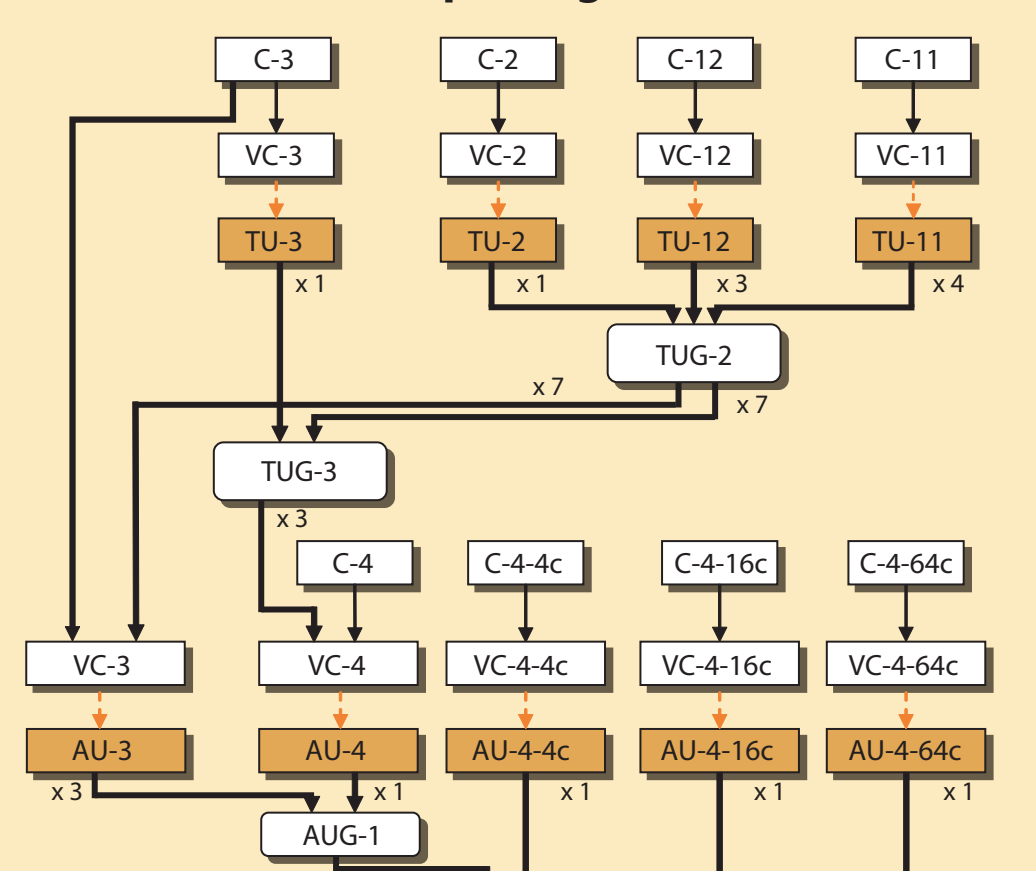 C-3 C-2 C-12 C-11
VC-3 VC-2 VC-12 VC-11
TU-3 TU-2 TU-12 TU-11
x 1 x 1 x 3 x 4
TUG-2
x 7 x 7
TUG-3
x 3
C-4 C-4-4c C-4-16c C-4-64c
VC-3 VC-4 VC-4-4c VC-4-16c VC-4-64c
AU-3 AU-4 AU-4-4c AU-4-16c AU-4-64c
x 3 x 1 x 1 x 1 x 1
AUG-1